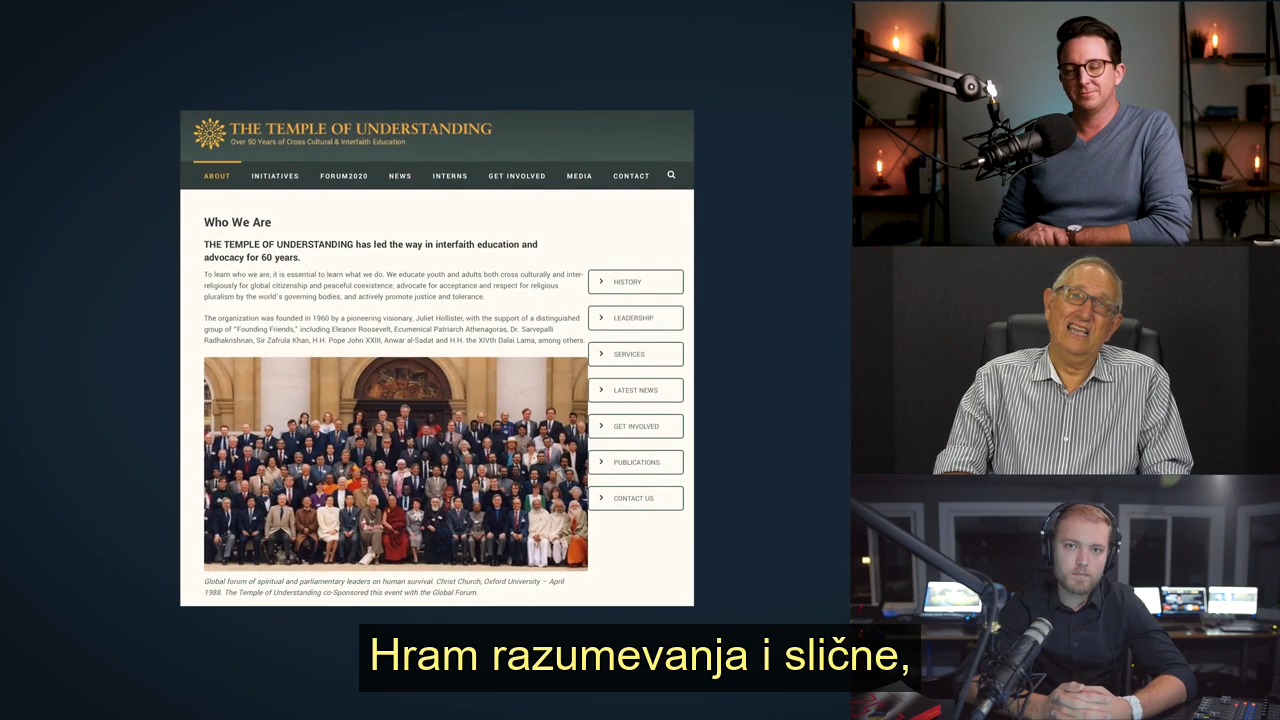 THE TEMPLE OF UNDERSTANDING
Over 50 Years of Cross Cultural & Interfaith Education
ABOUT INITIATIVES FORUM2020 NEWS INTERNS GET INVOLVED MEDIA CONTACT
Who We Are
THE TEMPLE OF UNDERSTANDING has led the way in interfaith education and
advocacy for 60 years.
To learn who we are, it is essential to learn what we do. We educate youth and adults both cross culturally and inter-
religiously for global citizenship and peaceful coexistence; advocate for acceptance and respect for religious
pluralism by the world's governing bodies; and actively promote justice and tolerance.
The organization was founded in 1960 by a pioneering visionary, Juliet Hollister, with the support of a distinguished
group of "Founding Friends," including Eleanor Roosevelt, Ecumenical Patriarch Athenagoras, Dr. Sarvepalli
Radhakrishnan, Sir Zafrula Khan, H.H. Pope John XXIII, Anwar al-Sadat and H.H. the XIVth Dalai Lama, among others.
HISTORY
LEADERSHIP
SERVICES
LATEST NEWS
GET INVOLVED
PUBLICATIONS
CONTACT US
Global forum of spiritual and parliamentary leaders on human survival. Christ Church, Oxford University – April
1988. The Temple of Understanding co-Sponsored this event with the Global Forum.
Hram razumevanja i slične,